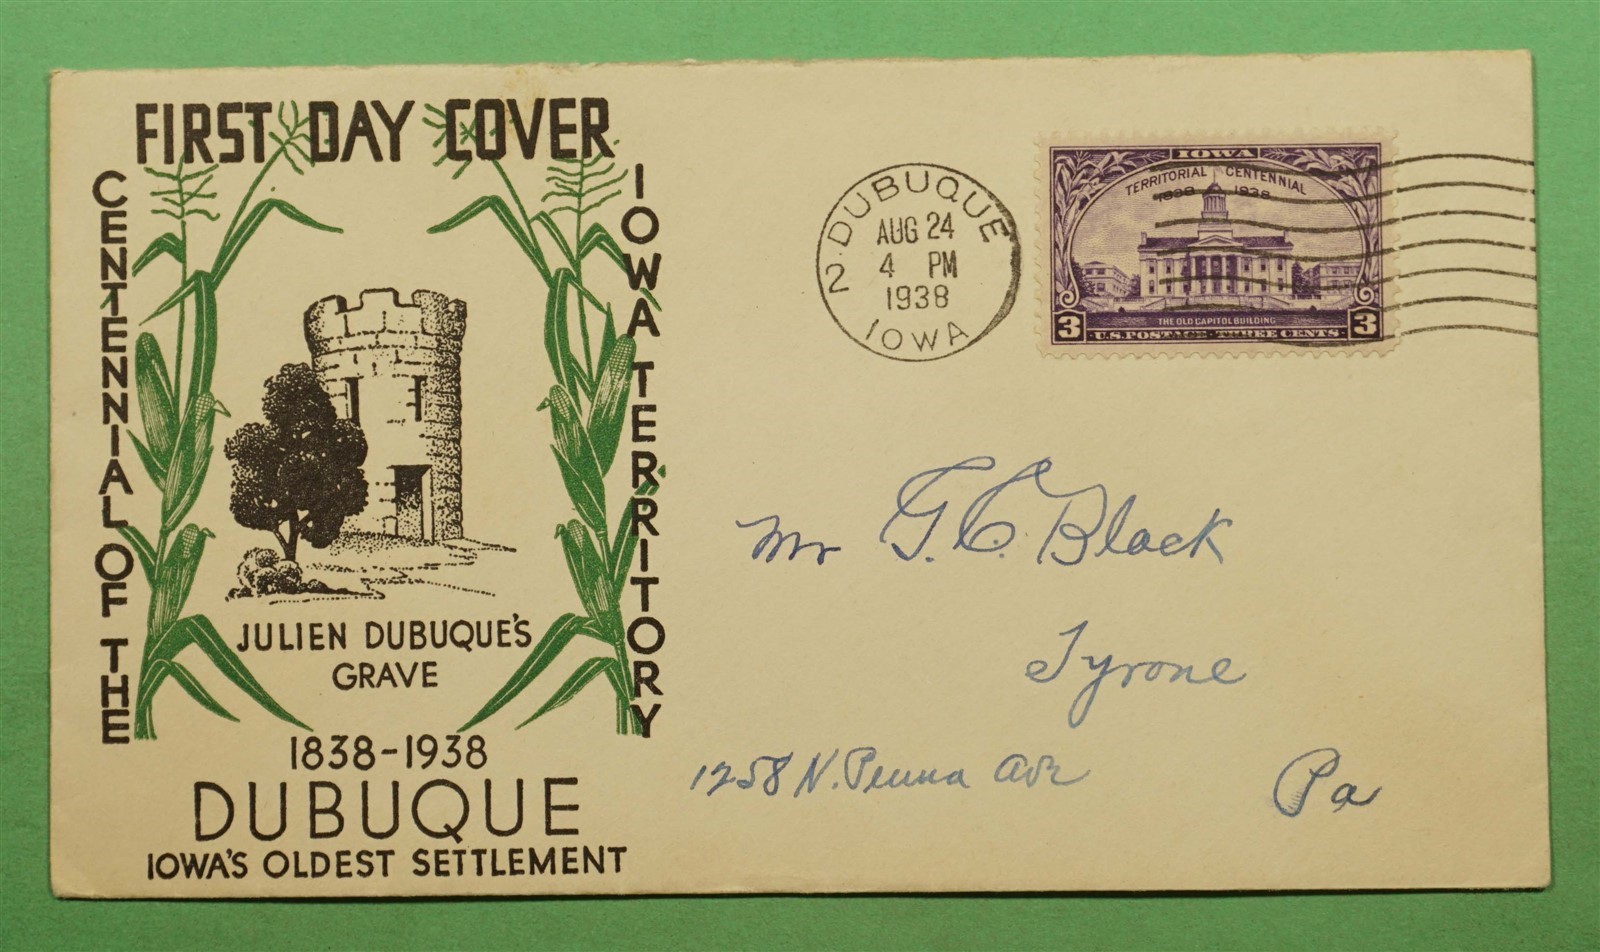 FIRST DAY COVER
CENTENNIAL OF THE
IOWA TERRITORY
JULIEN DUBUQUE'S
GRAVE
1838-1938
DUBUQUE
IOWA'S OLDEST SETTLEMENT
DUBUQUE
2
AUG 24
4 PM
1938
IOWA
IOWA
TERRITORIAL CENTENNIAL
1838 1938
THE OLD CAPITOL BUILDING
3 U.S. POSTAGE THREE CENTS 3
Mr G. C. Black
Tyrone
1258 N. Penna Ave
Pa